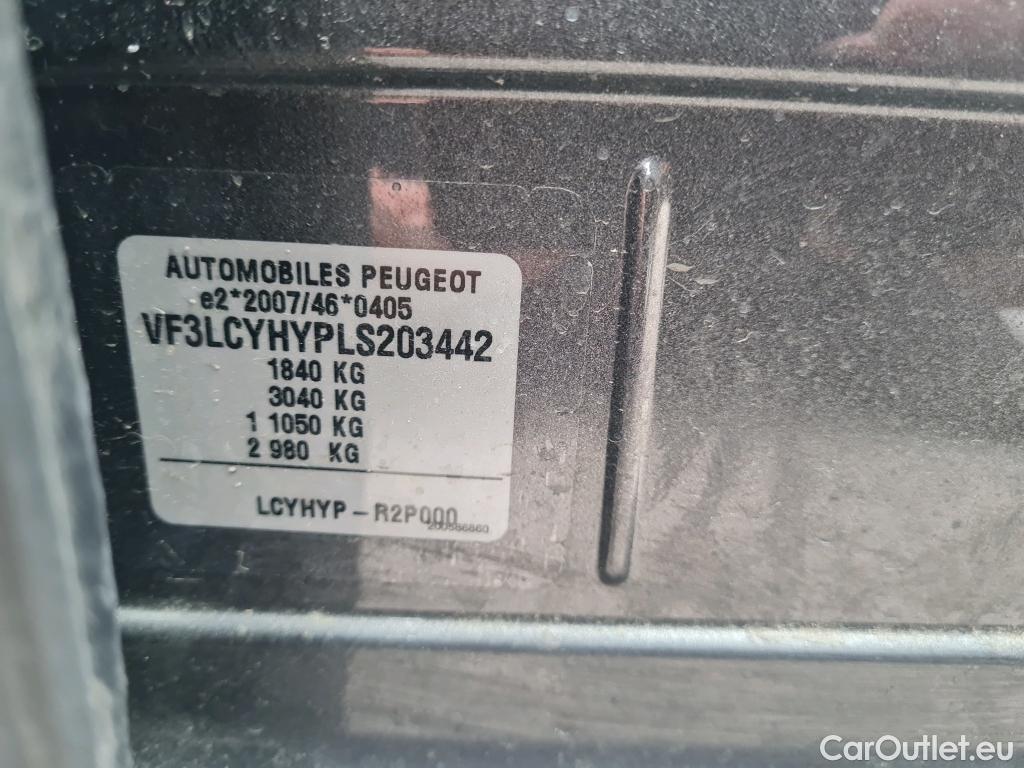 AUTOMOBILES PEUGEOT
e2*2007/46*0405
VF3LCYHYPLS203442
1840 KG
3040 KG
1 1050 KG
2 980 KG
LCYHYP - R2P000
CarOutlet.eu